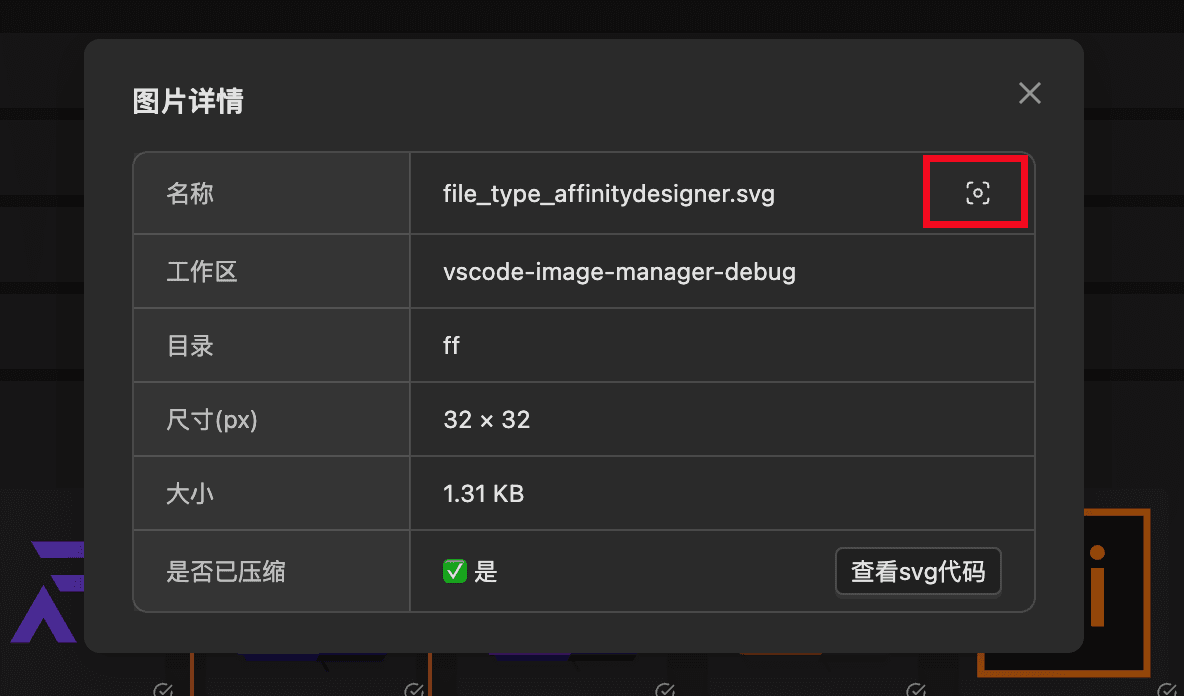 图片详情
名称 file_type_affinitydesigner.svg
工作区 vscode-image-manager-debug
目录 ff
尺寸(px) 32 × 32
大小 1.31 KB
是否已压缩 ✅ 是 查看svg代码
i